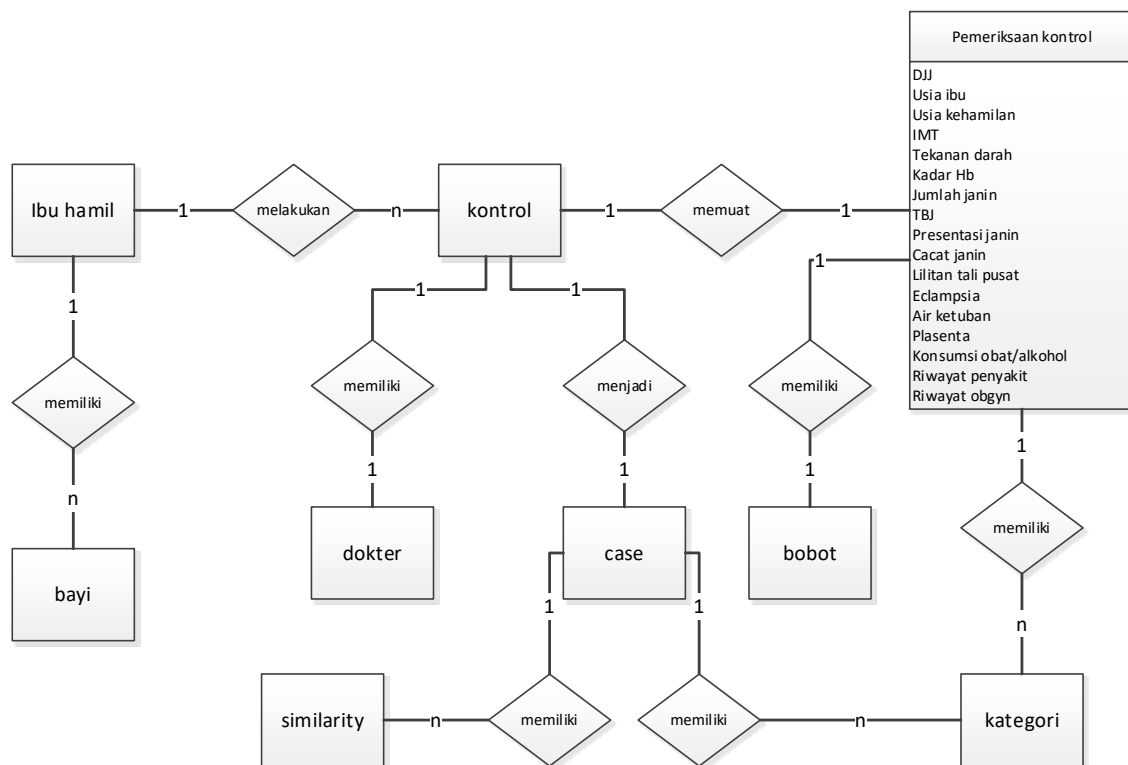 Pemeriksaan kontrol
DJJ
Usia ibu
Usia kehamilan
IMT
Tekanan darah
Kadar Hb
Jumlah janin
TBJ
Presentasi janin
Cacat janin
Lilitan tali pusat
Eclampsia
Air ketuban
Plasenta
Konsumsi obat/alkohol
Riwayat penyakit
Riwayat obgyn
Ibu hamil
1
melakukan
n
kontrol
1
memuat
1
1
1
1
1
memiliki
memiliki
menjadi
memiliki
1
1
1
1
n
memiliki
bayi
dokter
case
bobot
1
1
n
similarity
n
memiliki
memiliki
n
kategori